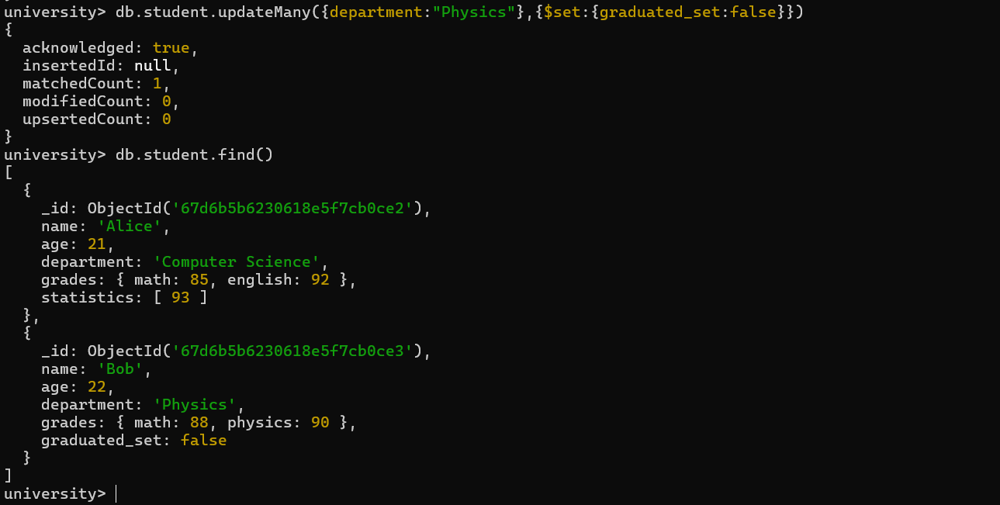 university> db.student.updateMany({department:"Physics"},{$set:{graduated_set:false}})
{
  acknowledged: true,
  insertedId: null,
  matchedCount: 1,
  modifiedCount: 0,
  upsertedCount: 0
}
university> db.student.find()
[
  {
    _id: ObjectId('67d6b5b6230618e5f7cb0ce2'),
    name: 'Alice',
    age: 21,
    department: 'Computer Science',
    grades: { math: 85, english: 92 },
    statistics: [ 93 ]
  },
  {
    _id: ObjectId('67d6b5b6230618e5f7cb0ce3'),
    name: 'Bob',
    age: 22,
    department: 'Physics',
    grades: { math: 88, physics: 90 },
    graduated_set: false
  }
]
university>